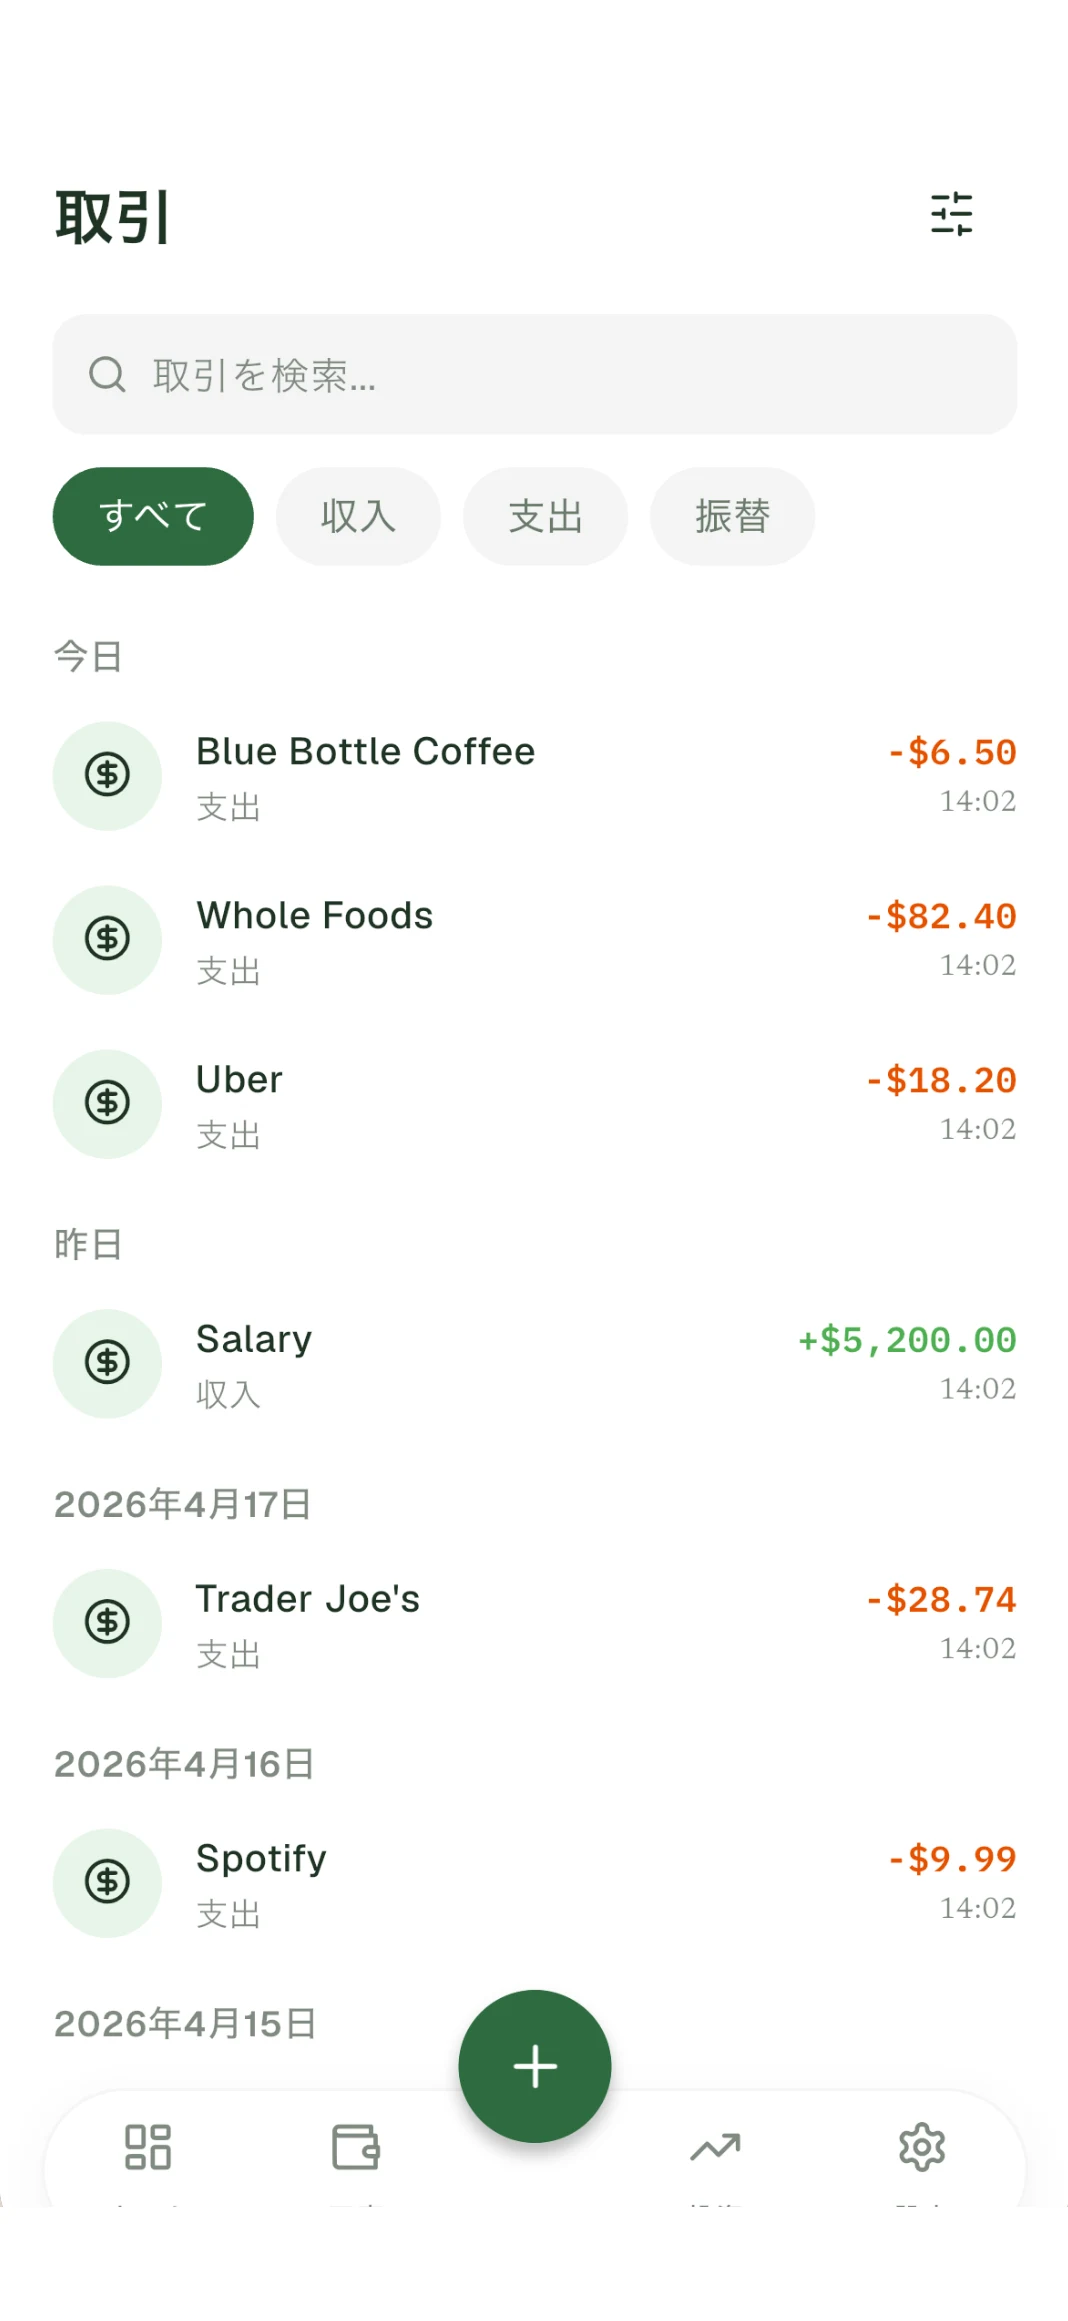 取引
取引を検索...
すべて 収入 支出 振替
今日
Blue Bottle Coffee -$6.50
支出 14:02
Whole Foods -$82.40
支出 14:02
Uber -$18.20
支出 14:02
昨日
Salary +$5,200.00
収入 14:02
2026年4月17日
Trader Joe's -$28.74
支出 14:02
2026年4月16日
Spotify -$9.99
支出 14:02
2026年4月15日